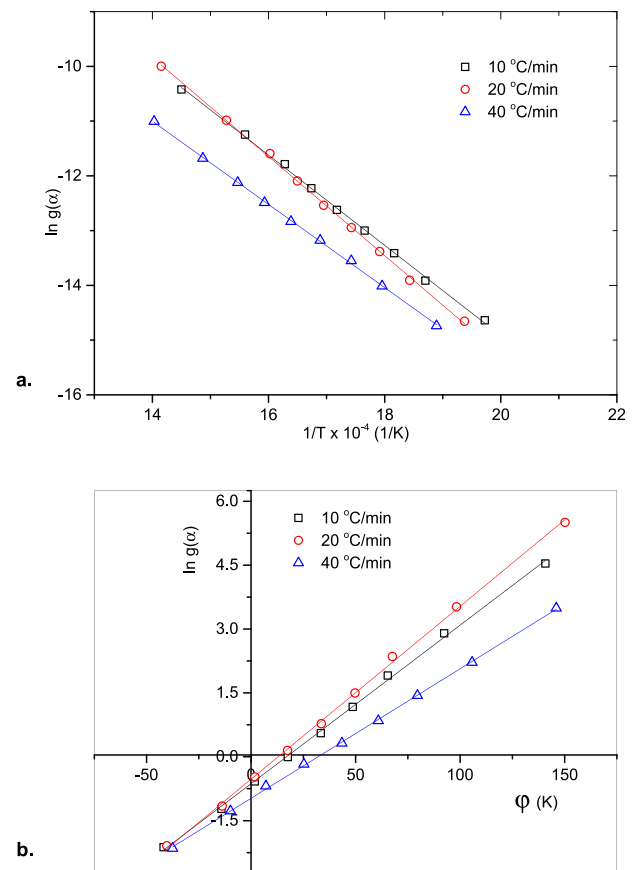 -10
-12
-14
-16
ln g(α)
10 °C/min
20 °C/min
40 °C/min
14 16 18 20 22
1/T x 10⁻⁴ (1/K)
a.
6.0
4.5
3.0
1.5
0.0
-1.5
ln g(α)
10 °C/min
20 °C/min
40 °C/min
-50 0 50 100 150
φ (K)
b.